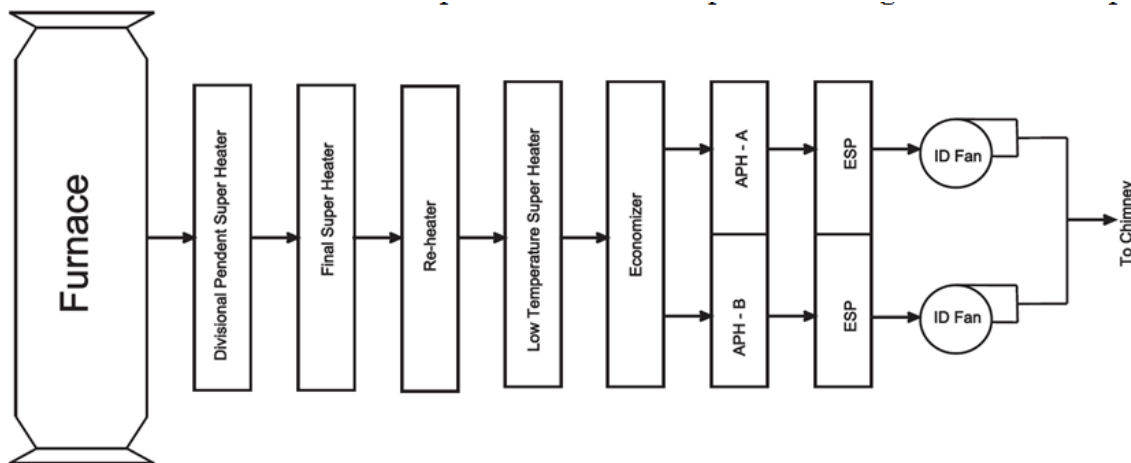 Furnace
Divisional Pendent Super Heater
Final Super Heater
Re-heater
Low Temperature Super Heater
Economizer
APH - A
APH - B
ESP
ESP
ID Fan
ID Fan
To Chimney